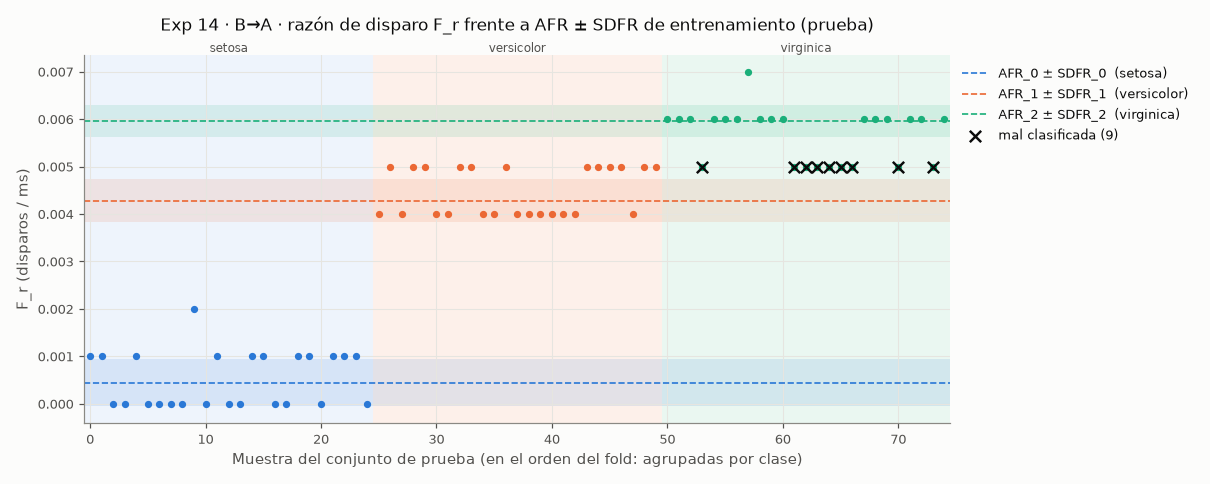 Exp 14 · B→A · razón de disparo F_r frente a AFR ± SDFR de entrenamiento (prueba)
setosa
versicolor
virginica
F_r (disparos / ms)
0.007
0.006
0.005
0.004
0.003
0.002
0.001
0.000
0
10
20
30
40
50
60
70
Muestra del conjunto de prueba (en el orden del fold: agrupadas por clase)
AFR_0 ± SDFR_0 (setosa)
AFR_1 ± SDFR_1 (versicolor)
AFR_2 ± SDFR_2 (virginica)
mal clasificada (9)